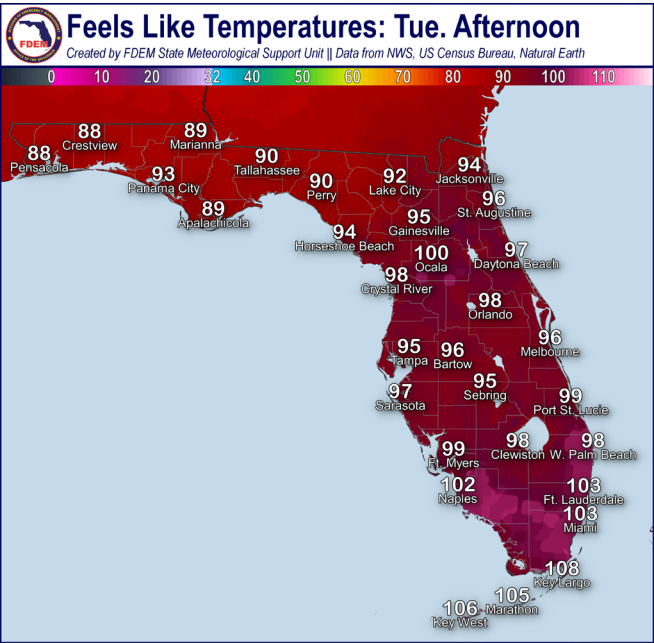 FDEM
Feels Like Temperatures: Tue. Afternoon
Created by FDEM State Meteorological Support Unit || Data from NWS, US Census Bureau, Natural Earth
0 10 20 32 40 50 60 70 80 90 100 110
88
Crestview
89
Marianna
88
Pensacola
90
Tallahassee
93
Panama City
90
Perry
92
Lake City
94
Jacksonville
89
Apalachicola
96
St. Augustine
95
Gainesville
94
Horseshoe Beach
100
Ocala
97
Daytona Beach
98
Crystal River
98
Orlando
95
Tampa
96
Bartow
96
Melbourne
97
Sarasota
95
Sebring
99
Port St. Lucie
99
Ft. Myers
98
Clewiston
98
W. Palm Beach
102
Naples
103
Ft. Lauderdale
103
Miami
108
Key Largo
105
Marathon
106
Key West